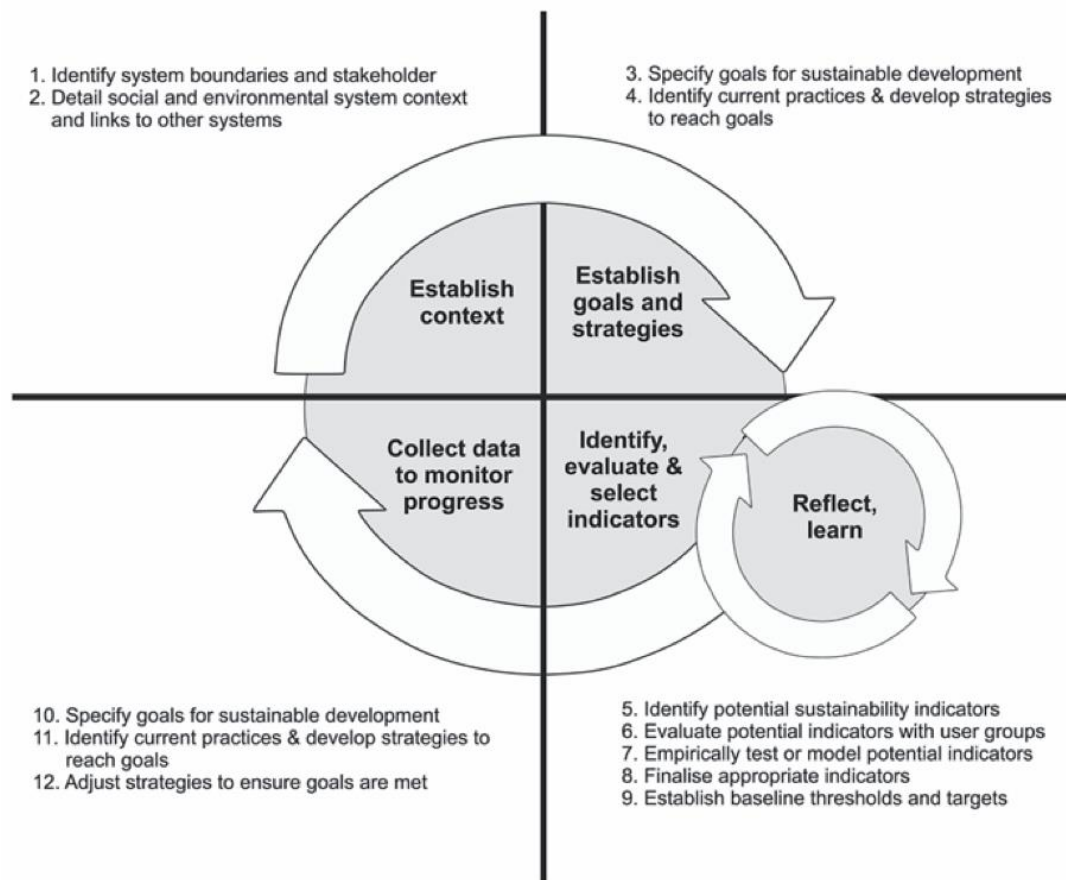 1. Identify system boundaries and stakeholder
2. Detail social and environmental system context
and links to other systems
3. Specify goals for sustainable development
4. Identify current practices & develop strategies
to reach goals
Establish
context
Establish
goals and
strategies
Collect data
to monitor
progress
Identify,
evaluate &
select
indicators
Reflect,
learn
10. Specify goals for sustainable development
11. Identify current practices & develop strategies to
reach goals
12. Adjust strategies to ensure goals are met
5. Identify potential sustainability indicators
6. Evaluate potential indicators with user groups
7. Empirically test or model potential indicators
8. Finalise appropriate indicators
9. Establish baseline thresholds and targets